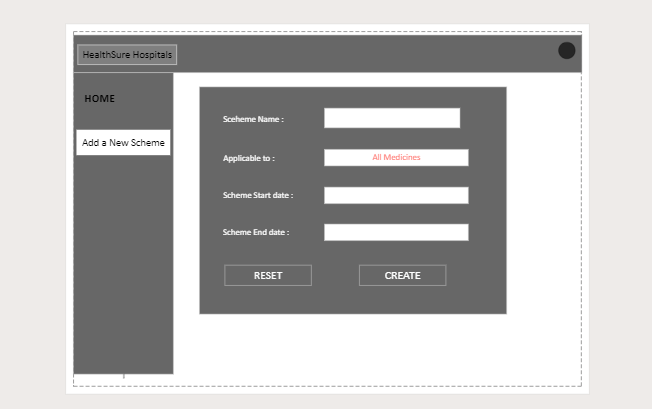 HealthSure Hospitals
HOME
Add a New Scheme
Sceheme Name :
Applicable to :
All Medicines
Scheme Start date :
Scheme End date :
RESET
CREATE